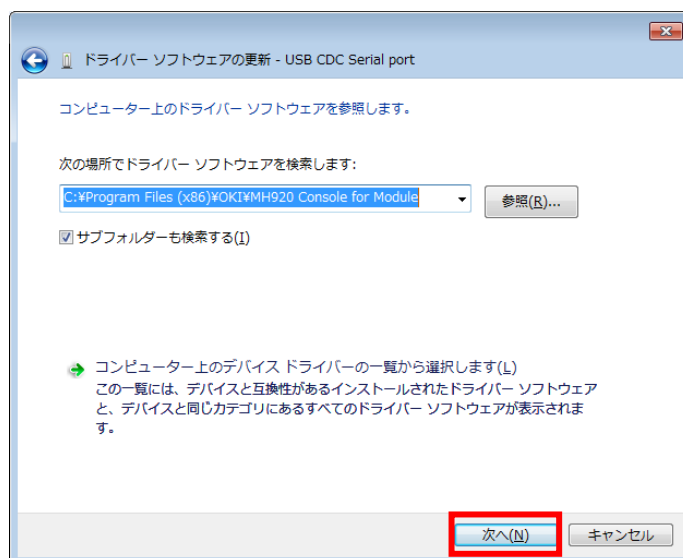 ドライバー ソフトウェアの更新 - USB CDC Serial port
コンピューター上のドライバー ソフトウェアを参照します。
次の場所でドライバー ソフトウェアを検索します:
C:¥Program Files (x86)¥OKI¥MH920 Console for Module
参照(R)...
サブフォルダーも検索する(I)
コンピューター上のデバイス ドライバーの一覧から選択します(L)
この一覧には、デバイスと互換性があるインストールされたドライバー ソフトウェア
と、デバイスと同じカテゴリにあるすべてのドライバー ソフトウェアが表示されま
す。
次へ(N)
キャンセル